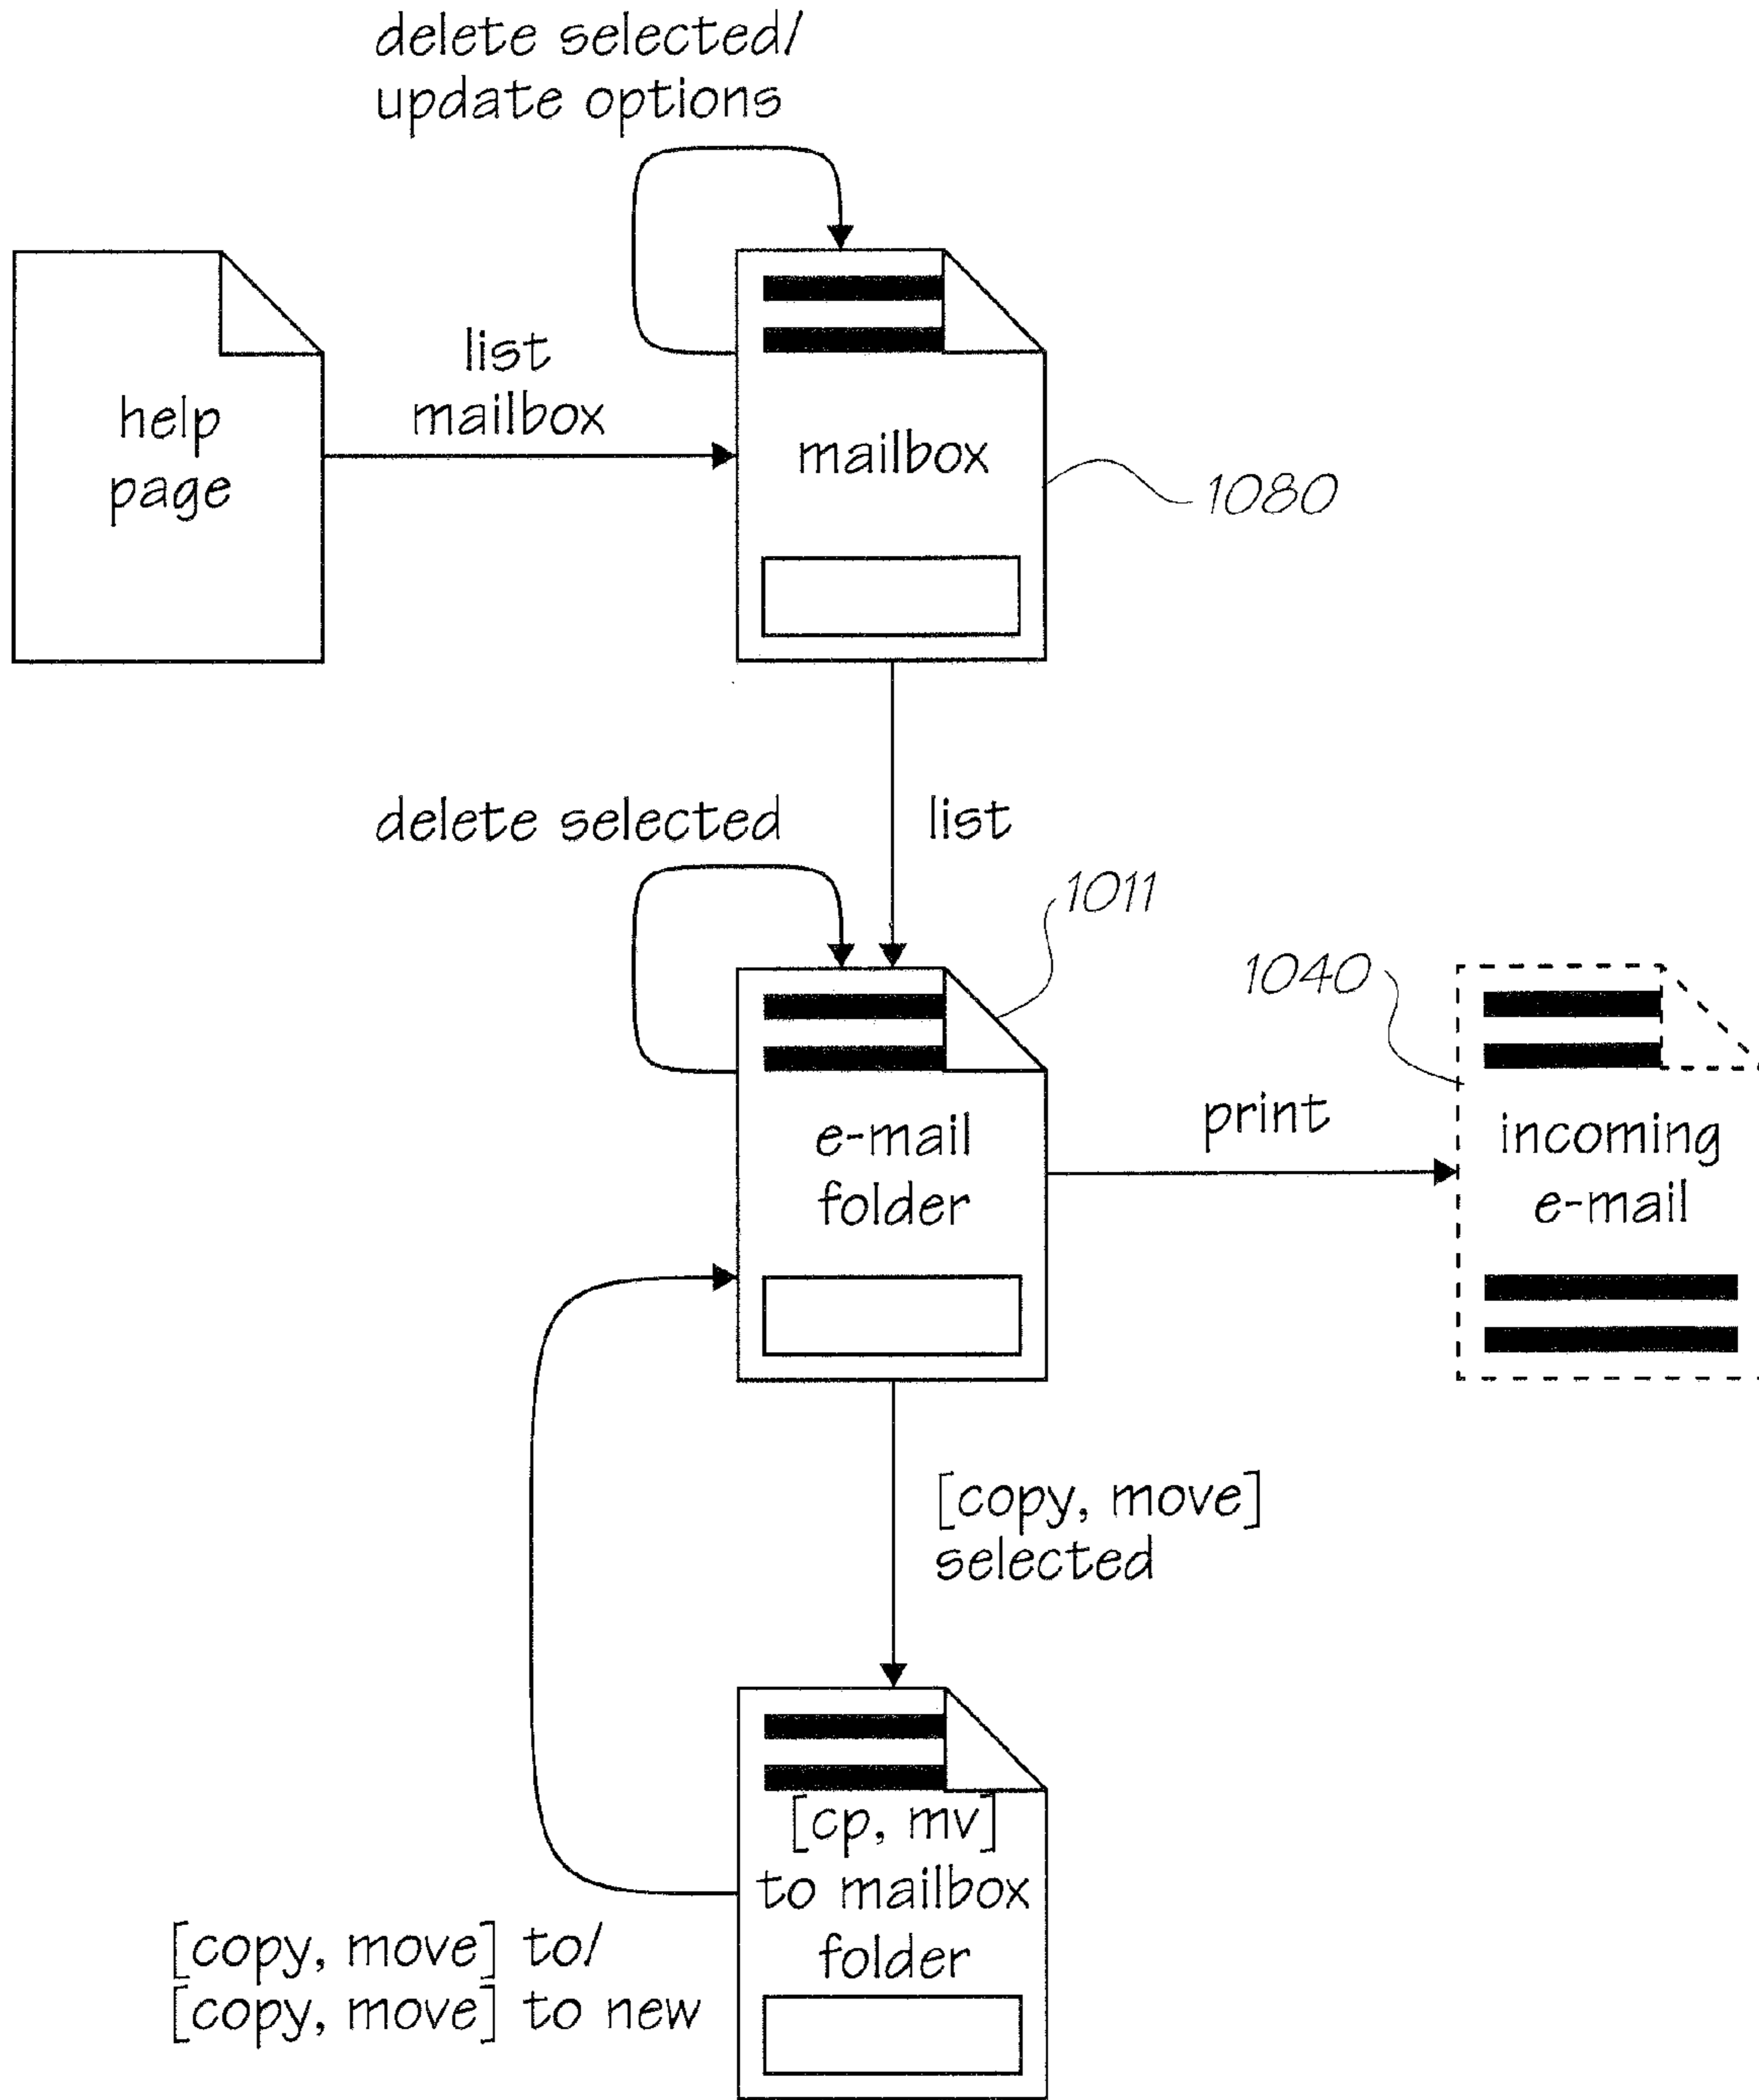 delete selected/
update options
list
mailbox
help
page
mailbox
1080
delete selected
list
1011
1040
print
incoming
e-mail
e-mail
folder
[copy, move]
selected
[cp, mv]
to mailbox
folder
[copy, move] to/
[copy, move] to new